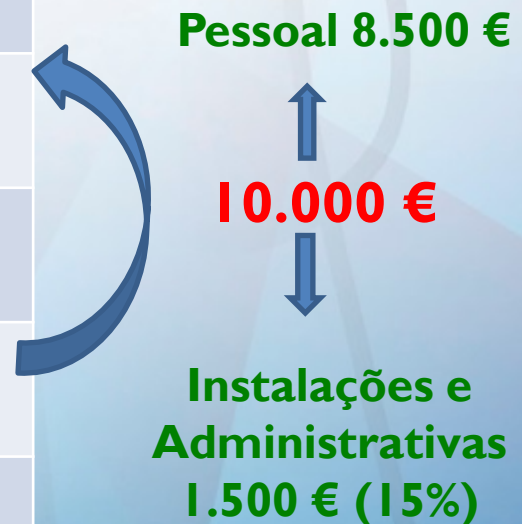 Pessoal 8.500 €
10.000 €
Instalações e
Administrativas
1.500 € (15%)